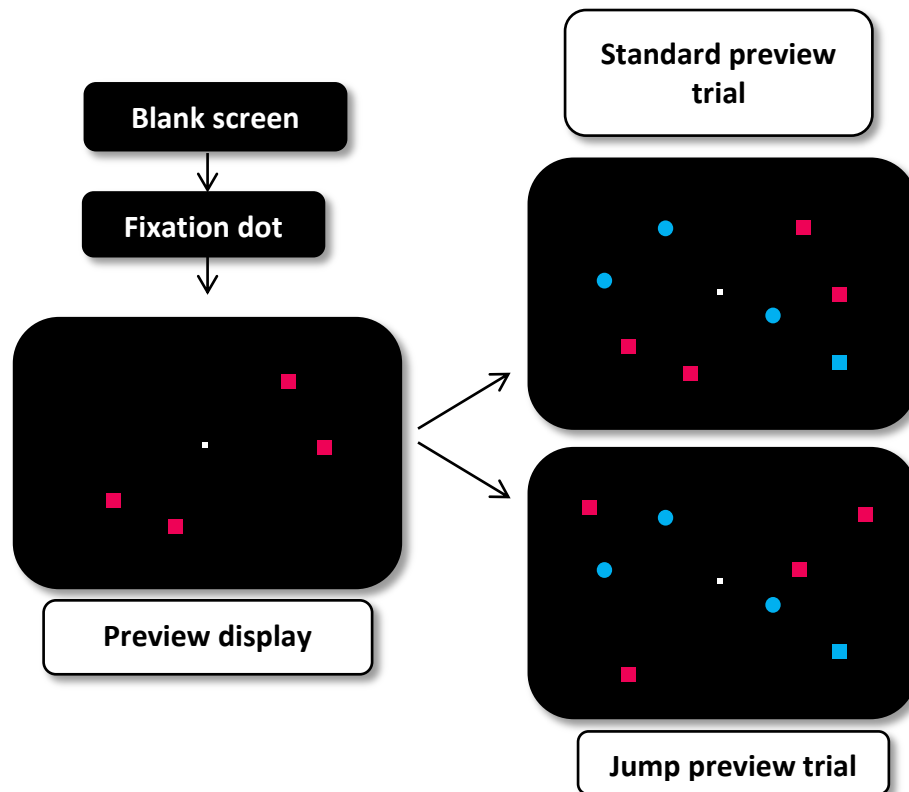 Blank screen
Fixation dot
Preview display
Standard preview
trial
Jump preview trial